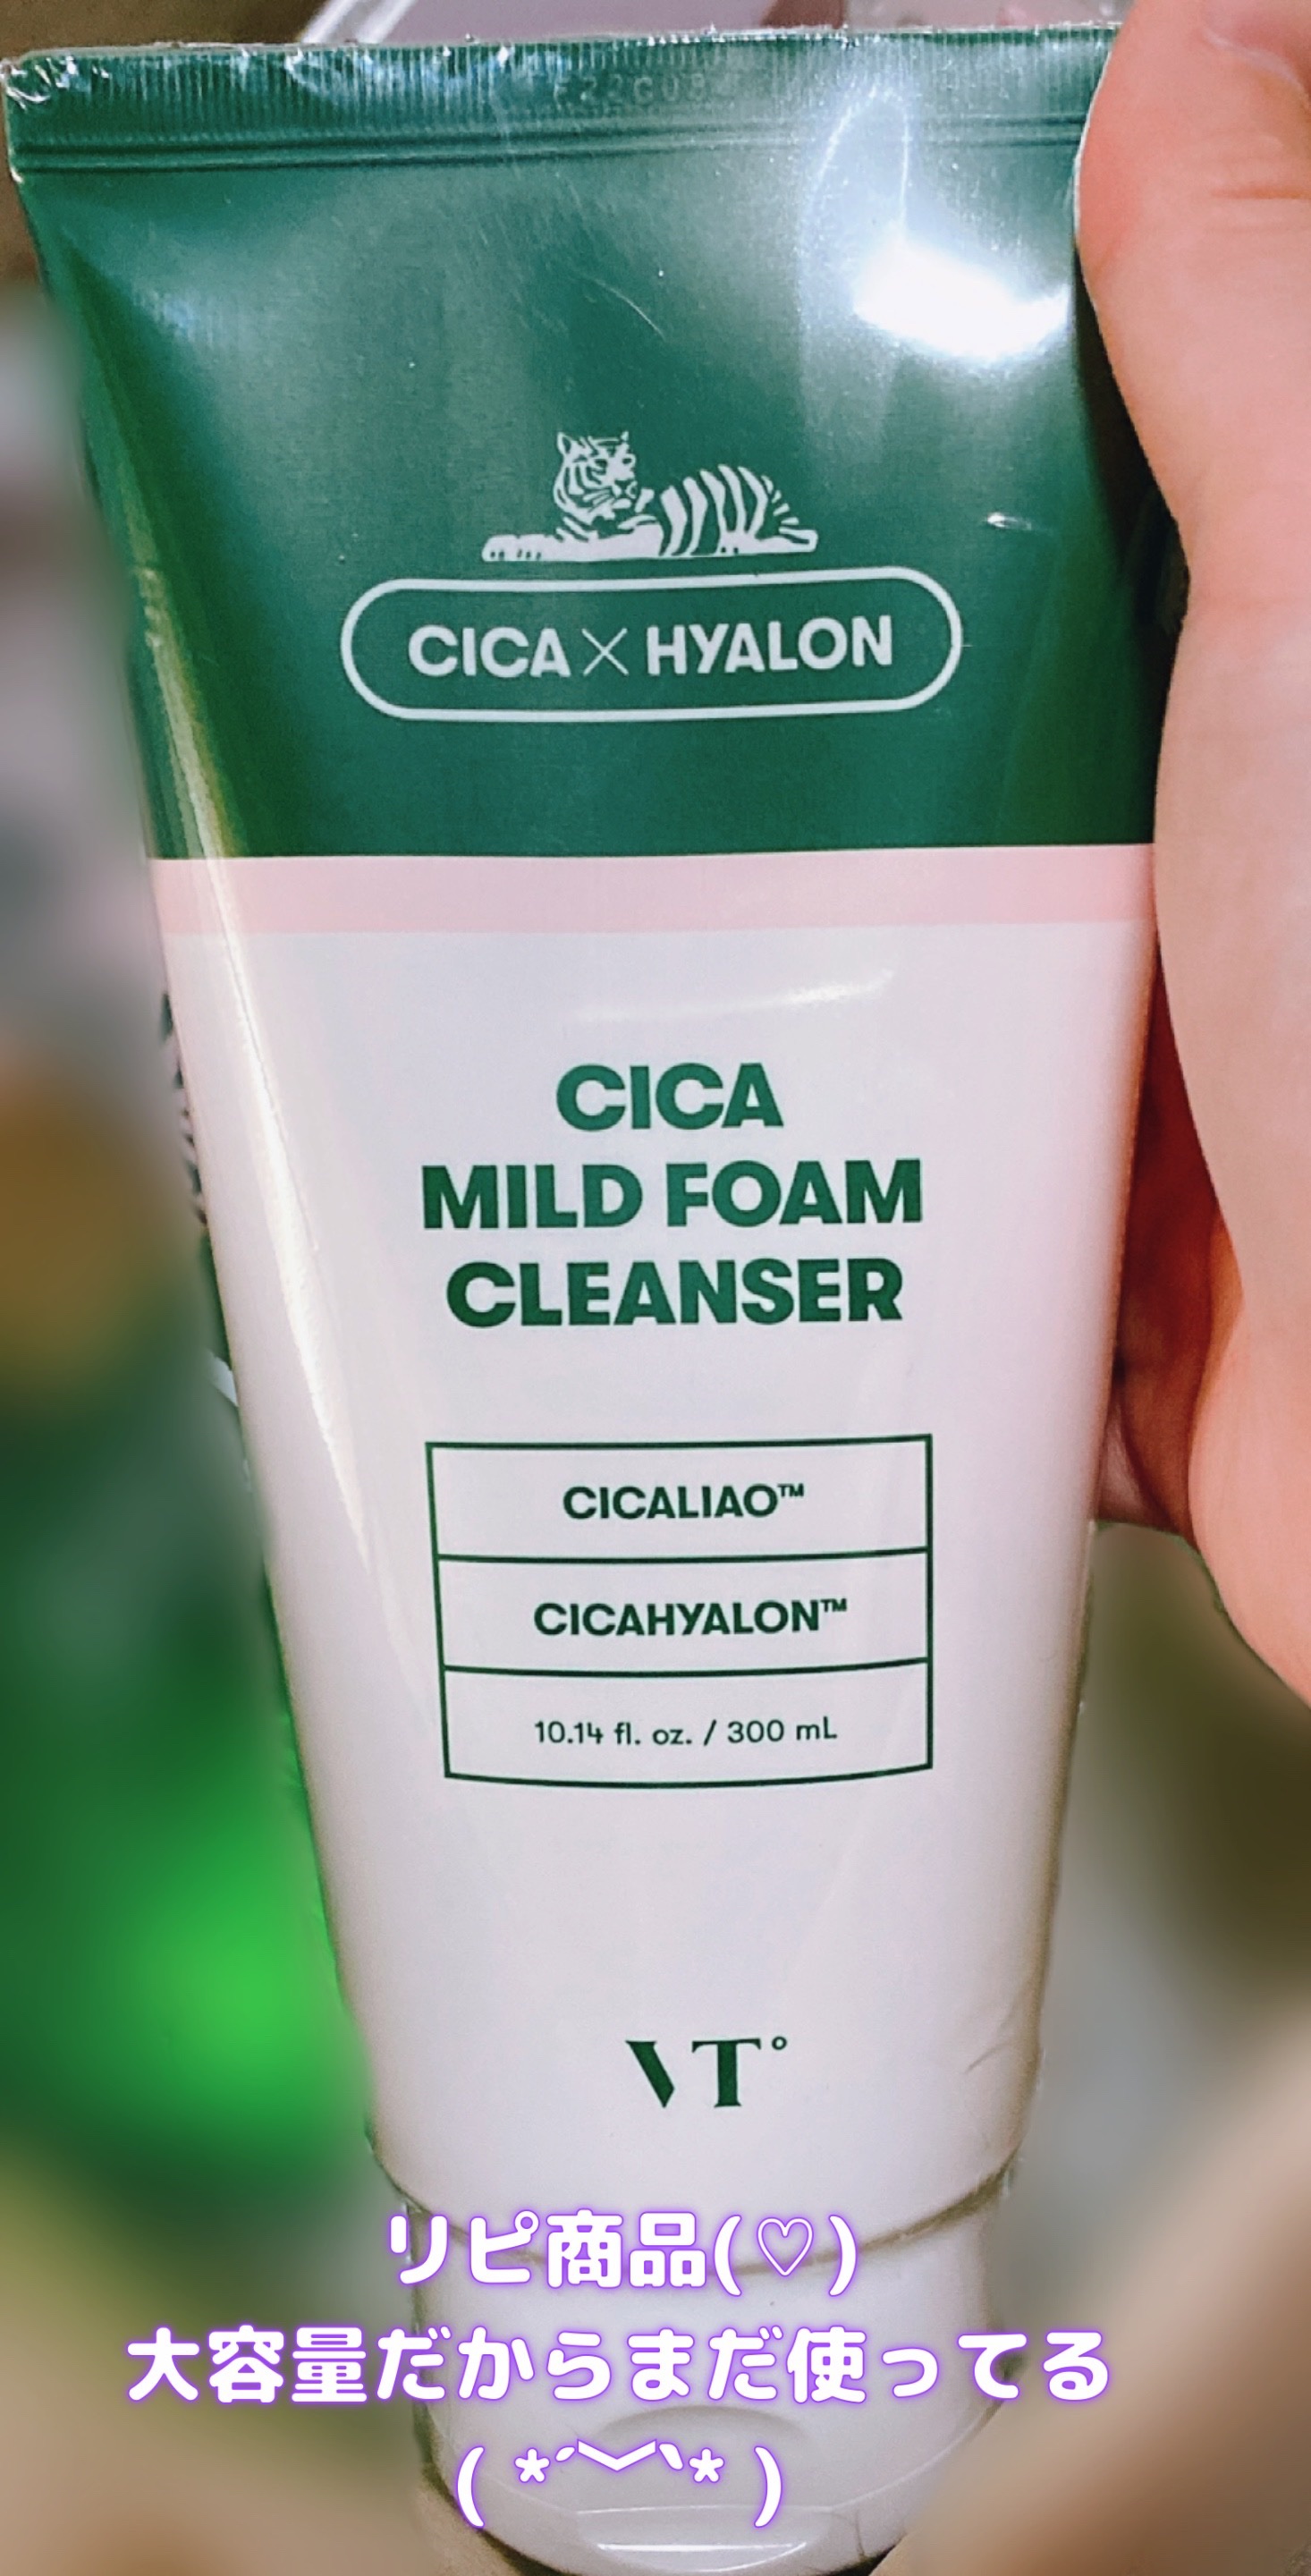 CICA × HYALON
CICA
MILD FOAM
CLEANSER
CICALIAO™
CICAHYALON™
10.14 fl. oz. / 300 mL
VT°
リピ商品(♡)
大容量だからまだ使ってる
( *´﹀`* )